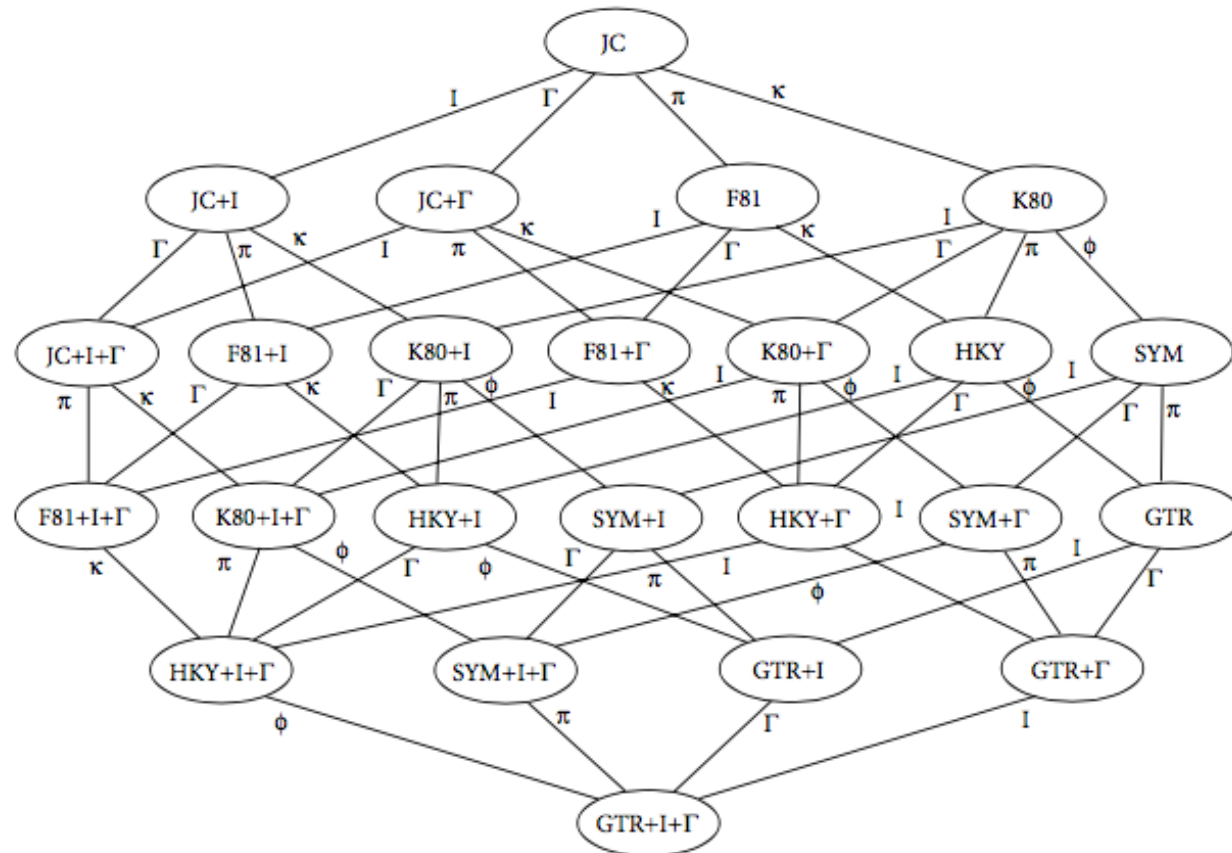 JC
I Γ π κ
JC+I JC+Γ F81 K80
Γ π κ I π κ I Γ κ I Γ π ϕ
JC+I+Γ F81+I K80+I F81+Γ K80+Γ HKY SYM
π κ Γ κ Γ π ϕ I κ I π ϕ I Γ ϕ I Γ π
F81+I+Γ K80+I+Γ HKY+I SYM+I HKY+Γ SYM+Γ GTR
κ π ϕ Γ ϕ Γ π I I ϕ π I Γ
HKY+I+Γ SYM+I+Γ GTR+I GTR+Γ
ϕ π Γ I
GTR+I+Γ